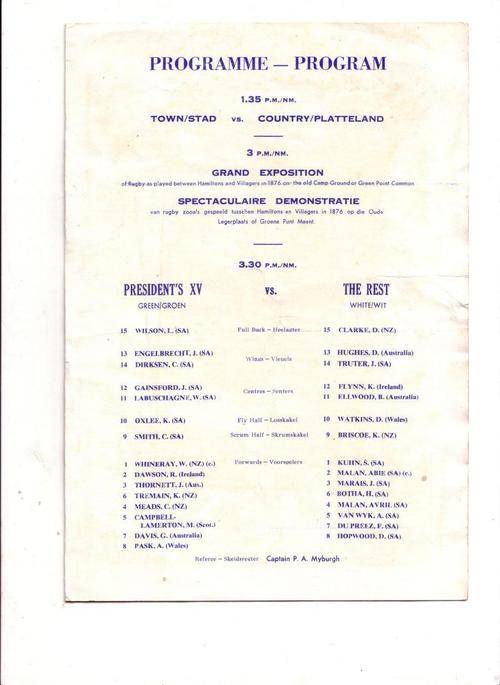 PROGRAMME — PROGRAM
1.35 P.M./NM.
TOWN/STAD vs. COUNTRY/PLATTELAND
3 P.M./NM.
GRAND EXPOSITION
of Rugby as played between Hamiltons and Villagers in 1876 on the old Camp Ground or Green Point Common
SPECTACULAIRE DEMONSTRATIE
van rugby zooals gespeeld tusschen Hamiltons en Villegers in 1876 op die Oude
Legerplaats of Groene Punt Meent.
3.30 P.M./NM.
PRESIDENT'S XV vs. THE REST
GREEN/GROEN WHITE/WIT
15 WILSON, L. (SA) Full Back – Heelagter 15 CLARKE, D. (NZ)
13 ENGELBRECHT, J. (SA) Wings – Vleuels 13 HUGHES, D. (Australia)
14 DIRKSEN, C. (SA) 14 TRUTER, J. (SA)
12 GAINSFORD, J. (SA) Centres – Senters 12 FLYNN, K. (Ireland)
11 LABUSCHAGNE, W. (SA) 11 ELLWOOD, B. (Australia)
10 OXLEE, K. (SA) Fly Half – Losskakel 10 WATKINS, D. (Wales)
9 SMITH, C. (SA) Scrum Half – Skrumskakel 9 BRISCOE, K. (NZ)
1 WHINERAY, W. (NZ) (c.) Forwards – Voorspelers 1 KUHN, S. (SA)
2 DAWSON, R. (Ireland) 2 MALAN, ABIE (SA) (c.)
3 THORNETT, J. (Aus.) 3 MARAIS, J. (SA)
6 TREMAIN, K. (NZ) 6 BOTHA, H. (SA)
4 MEADS, C. (NZ) 4 MALAN, AVRIL (SA)
5 CAMPBELL- 5 VAN WYK, A. (SA)
LAMERTON, M. (Scot.) 7 DU PREEZ, F. (SA)
7 DAVIS, G. (Australia) 8 HOPWOOD, D. (SA)
8 PASK, A. (Wales)
Referee – Skeidsregter Captain P. A. Myburgh